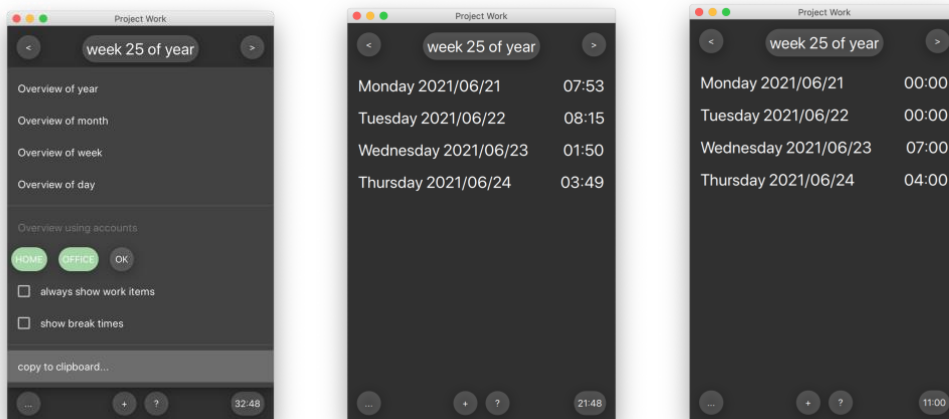 Project Work
< week 25 of year >
Overview of year
Overview of month
Overview of week
Overview of day
Overview using accounts
HOME OFFICE OK
always show work items
show break times
copy to clipboard...
... + ? 32:48
Project Work
< week 25 of year >
Monday 2021/06/21 07:53
Tuesday 2021/06/22 08:15
Wednesday 2021/06/23 01:50
Thursday 2021/06/24 03:49
... + ? 21:48
Project Work
< week 25 of year >
Monday 2021/06/21 00:00
Tuesday 2021/06/22 00:00
Wednesday 2021/06/23 07:00
Thursday 2021/06/24 04:00
... + ? 11:00